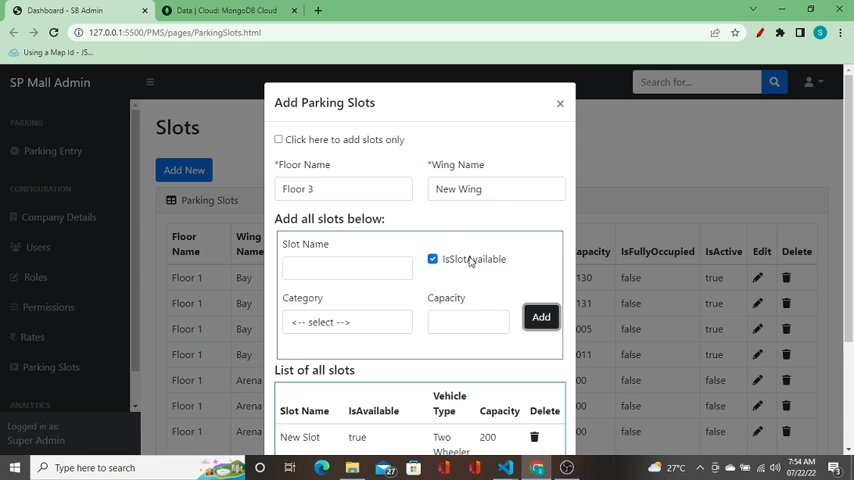 Dashboard - SB Admin
Data | Cloud: MongoDB Cloud
127.0.0.1:5500/PMS/pages/ParkingSlots.html
Using a Map Id - JS...
SP Mall Admin
Search for...
PARKING
Parking Entry
CONFIGURATION
Company Details
Users
Roles
Permissions
Rates
Parking Slots
ANALYTICS
Logged in as:
Super Admin
Slots
Add New
Parking Slots
Floor Name
Wing Name
Capacity
IsFullyOccupied
IsActive
Edit
Delete
Floor 1 Bay 130 false true
Floor 1 Bay 131 false true
Floor 1 Bay 005 false true
Floor 1 Bay 011 false true
Floor 1 Arena 00 false false
Floor 1 Arena 00 false false
Floor 1 Arena 00 false false
Add Parking Slots
×
Click here to add slots only
*Floor Name *Wing Name
Floor 3 New Wing
Add all slots below:
Slot Name
IsSlotAvailable
Category Capacity
<-- select -->
Add
List of all slots
Slot Name IsAvailable Vehicle Type Capacity Delete
New Slot true Two Wheeler 200
Type here to search
27
27°C
7:54 AM
07/22/22
3